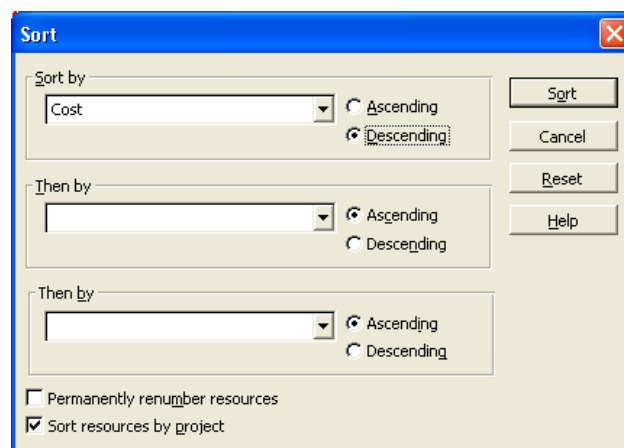 Sort
Sort by
Cost
Ascending
Descending
Sort
Cancel
Reset
Help
Then by
Ascending
Descending
Then by
Ascending
Descending
Permanently renumber resources
Sort resources by project